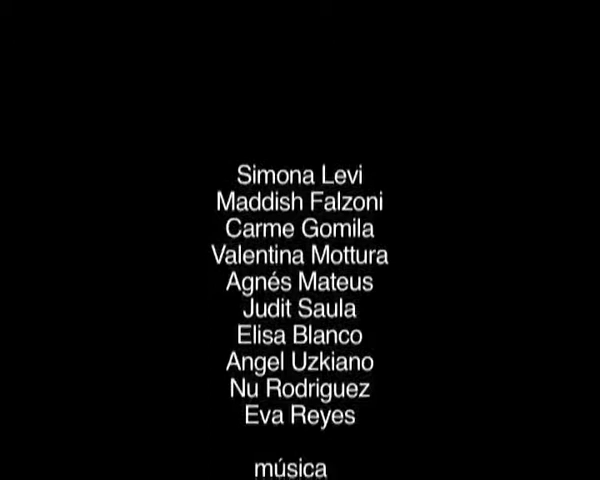 Simona Levi
Maddish Falzoni
Carme Gomila
Valentina Mottura
Agnés Mateus
Judit Saula
Elisa Blanco
Angel Uzkiano
Nu Rodriguez
Eva Reyes
música